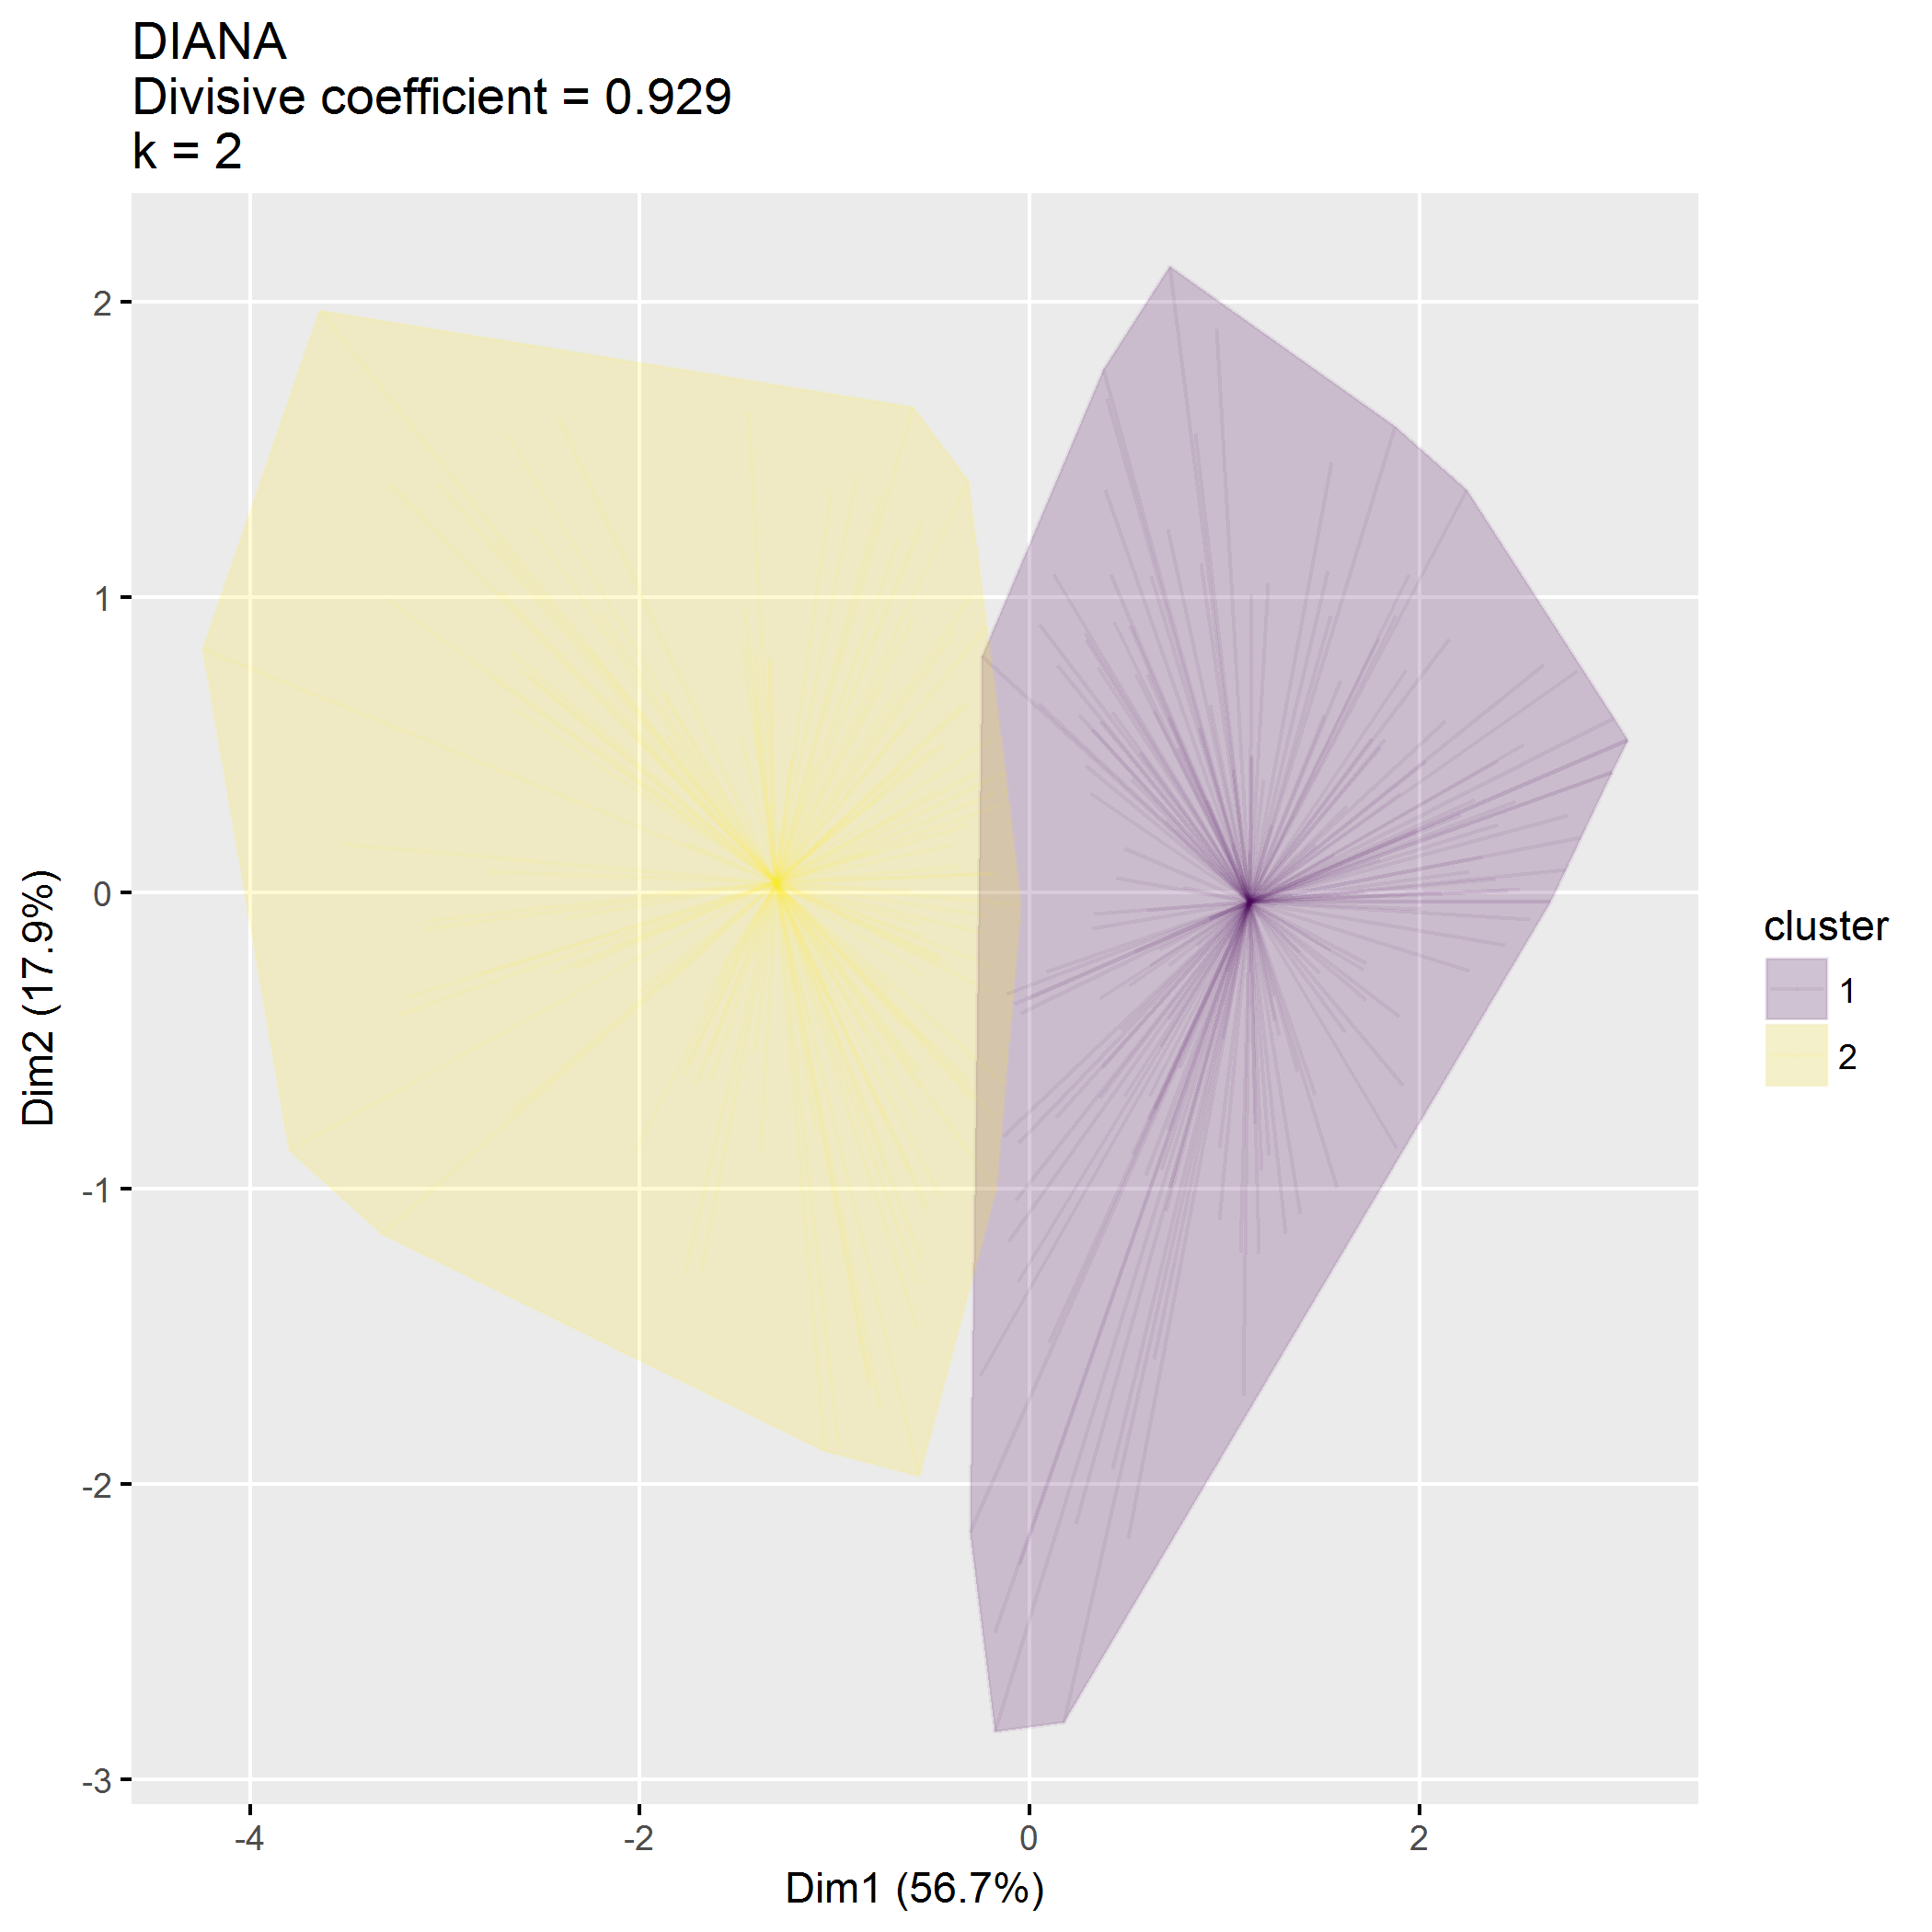 DIANA
Divisive coefficient = 0.929
k = 2
2
1
0
-1
-2
-3
Dim2 (17.9%)
-4
-2
0
2
Dim1 (56.7%)
cluster
1
2